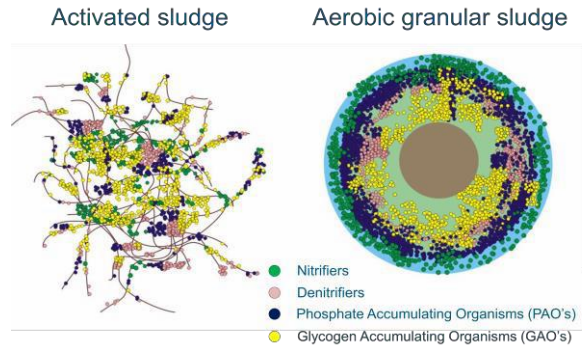 Activated sludge
Aerobic granular sludge
Nitrifiers
Denitrifiers
Phosphate Accumulating Organisms (PAO's)
Glycogen Accumulating Organisms (GAO's)